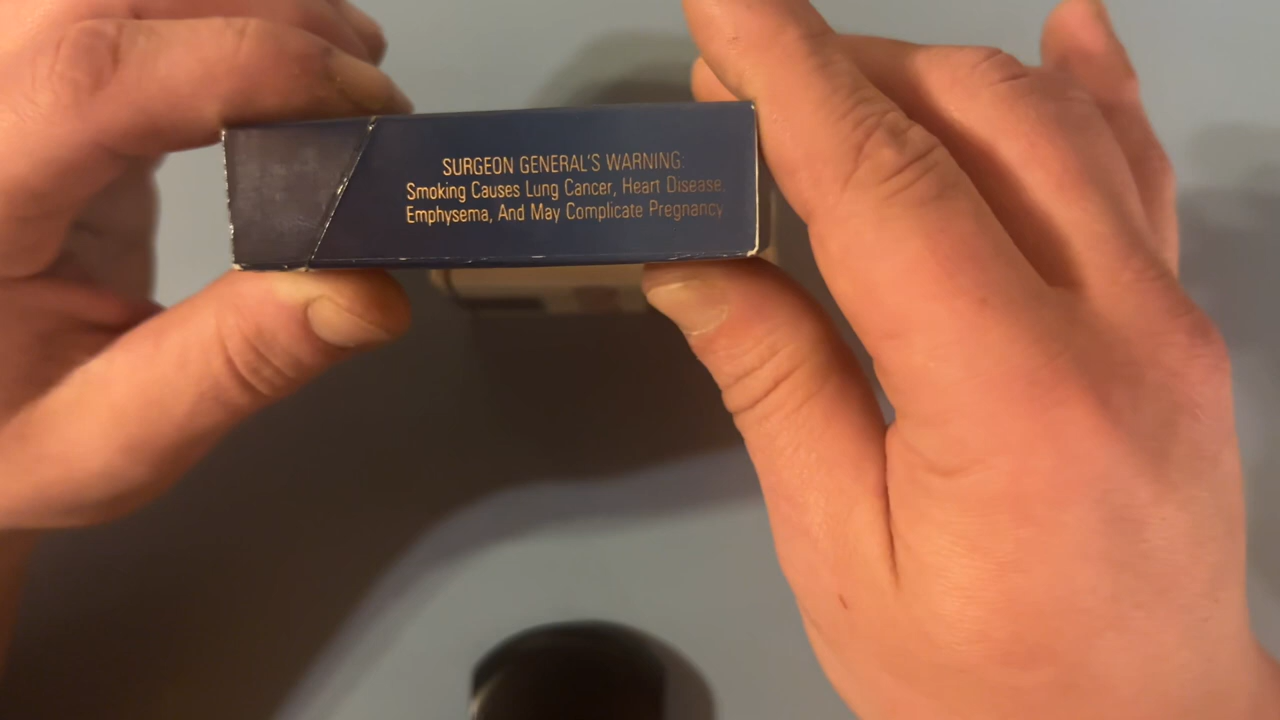 SURGEON GENERAL'S WARNING:
Smoking Causes Lung Cancer, Heart Disease,
Emphysema, And May Complicate Pregnancy